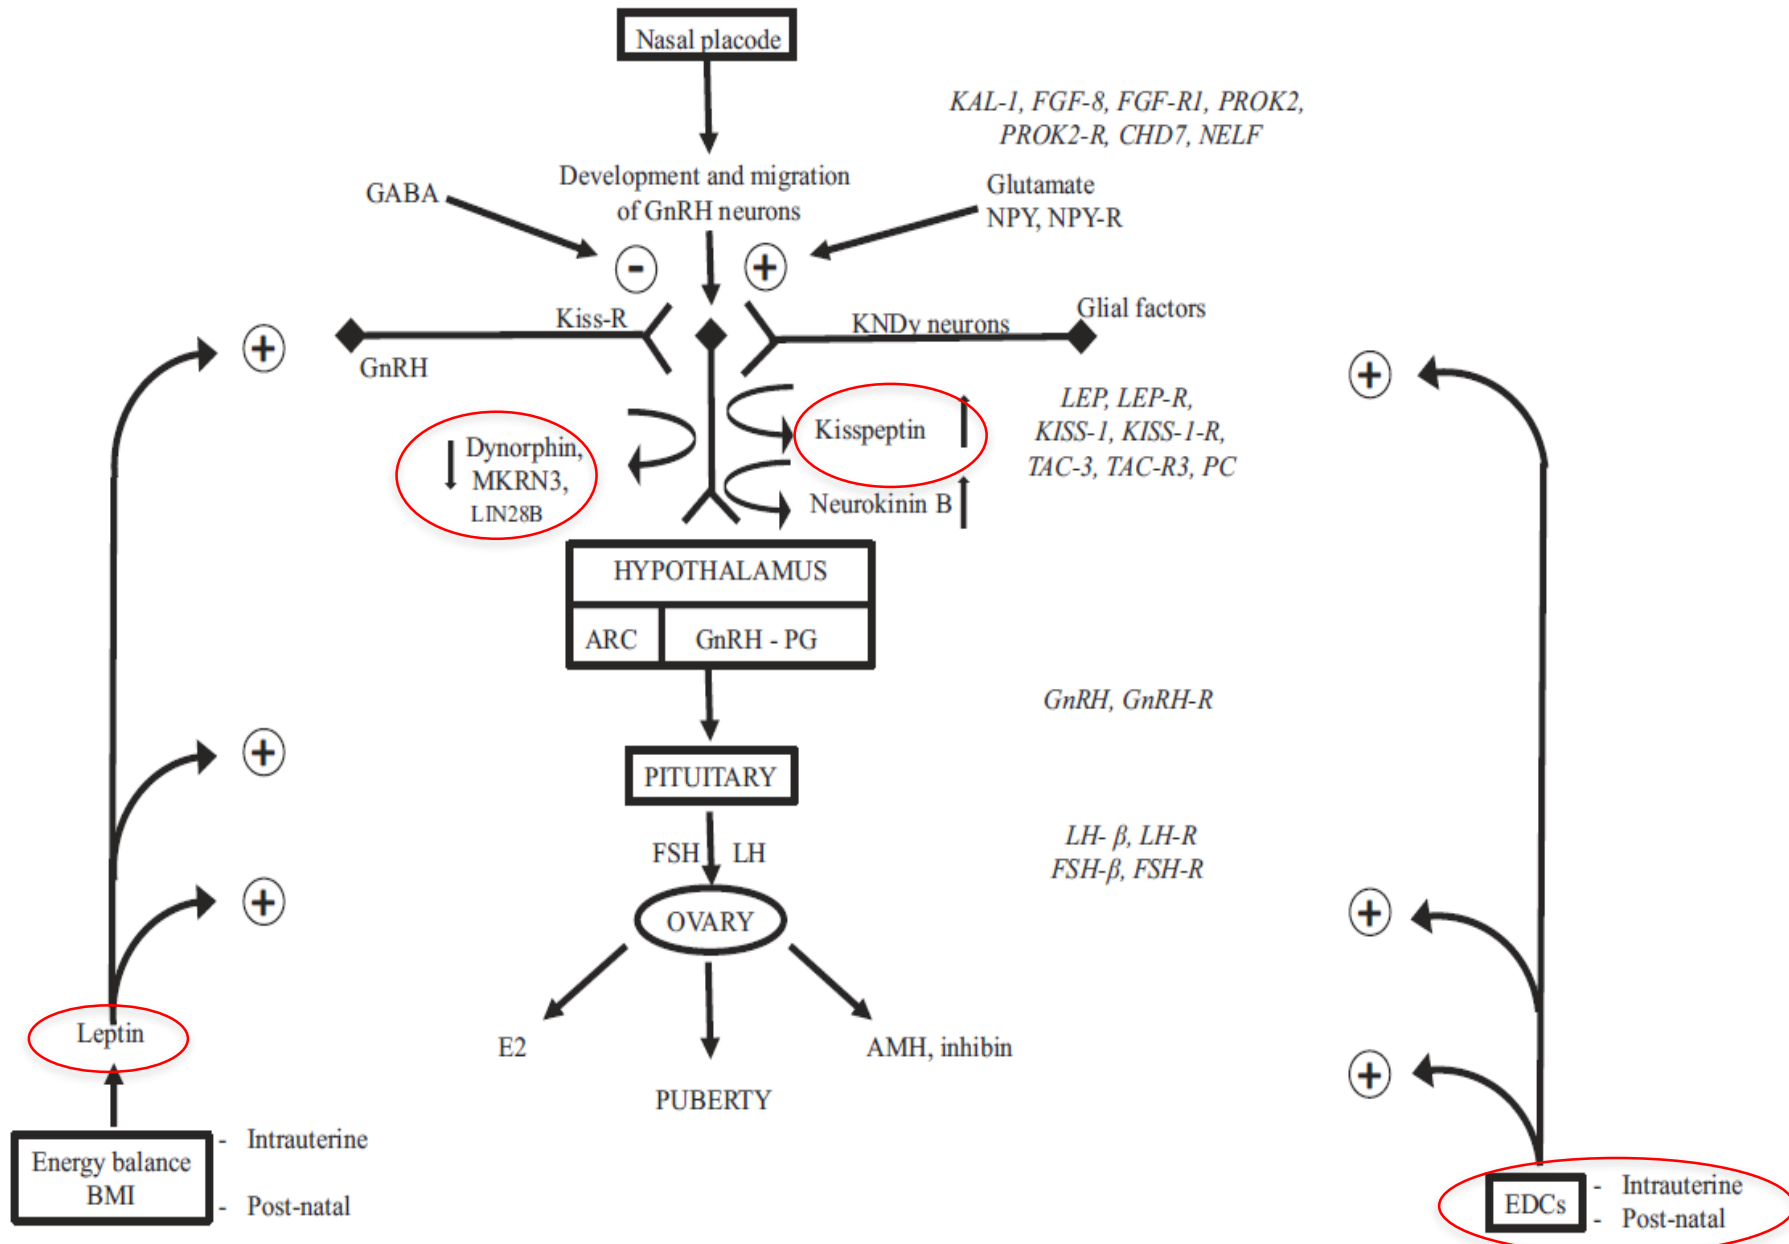 Nasal placode
KAL-1, FGF-8, FGF-R1, PROK2,
PROK2-R, CHD7, NELF
Development and migration
of GnRH neurons
GABA
Glutamate
NPY, NPY-R
-
+
Kiss-R
KNDy neurons
Glial factors
+
GnRH
+
Dynorphin,
MKRN3,
LIN28B
Kisspeptin
Neurokinin B
LEP, LEP-R,
KISS-1, KISS-1-R,
TAC-3, TAC-R3, PC
HYPOTHALAMUS
ARC
GnRH - PG
GnRH, GnRH-R
+
PITUITARY
LH- β, LH-R
FSH-β, FSH-R
FSH
LH
+
OVARY
+
Leptin
E2
AMH, inhibin
+
PUBERTY
Energy balance
BMI
- Intrauterine
- Post-natal
EDCs
- Intrauterine
- Post-natal